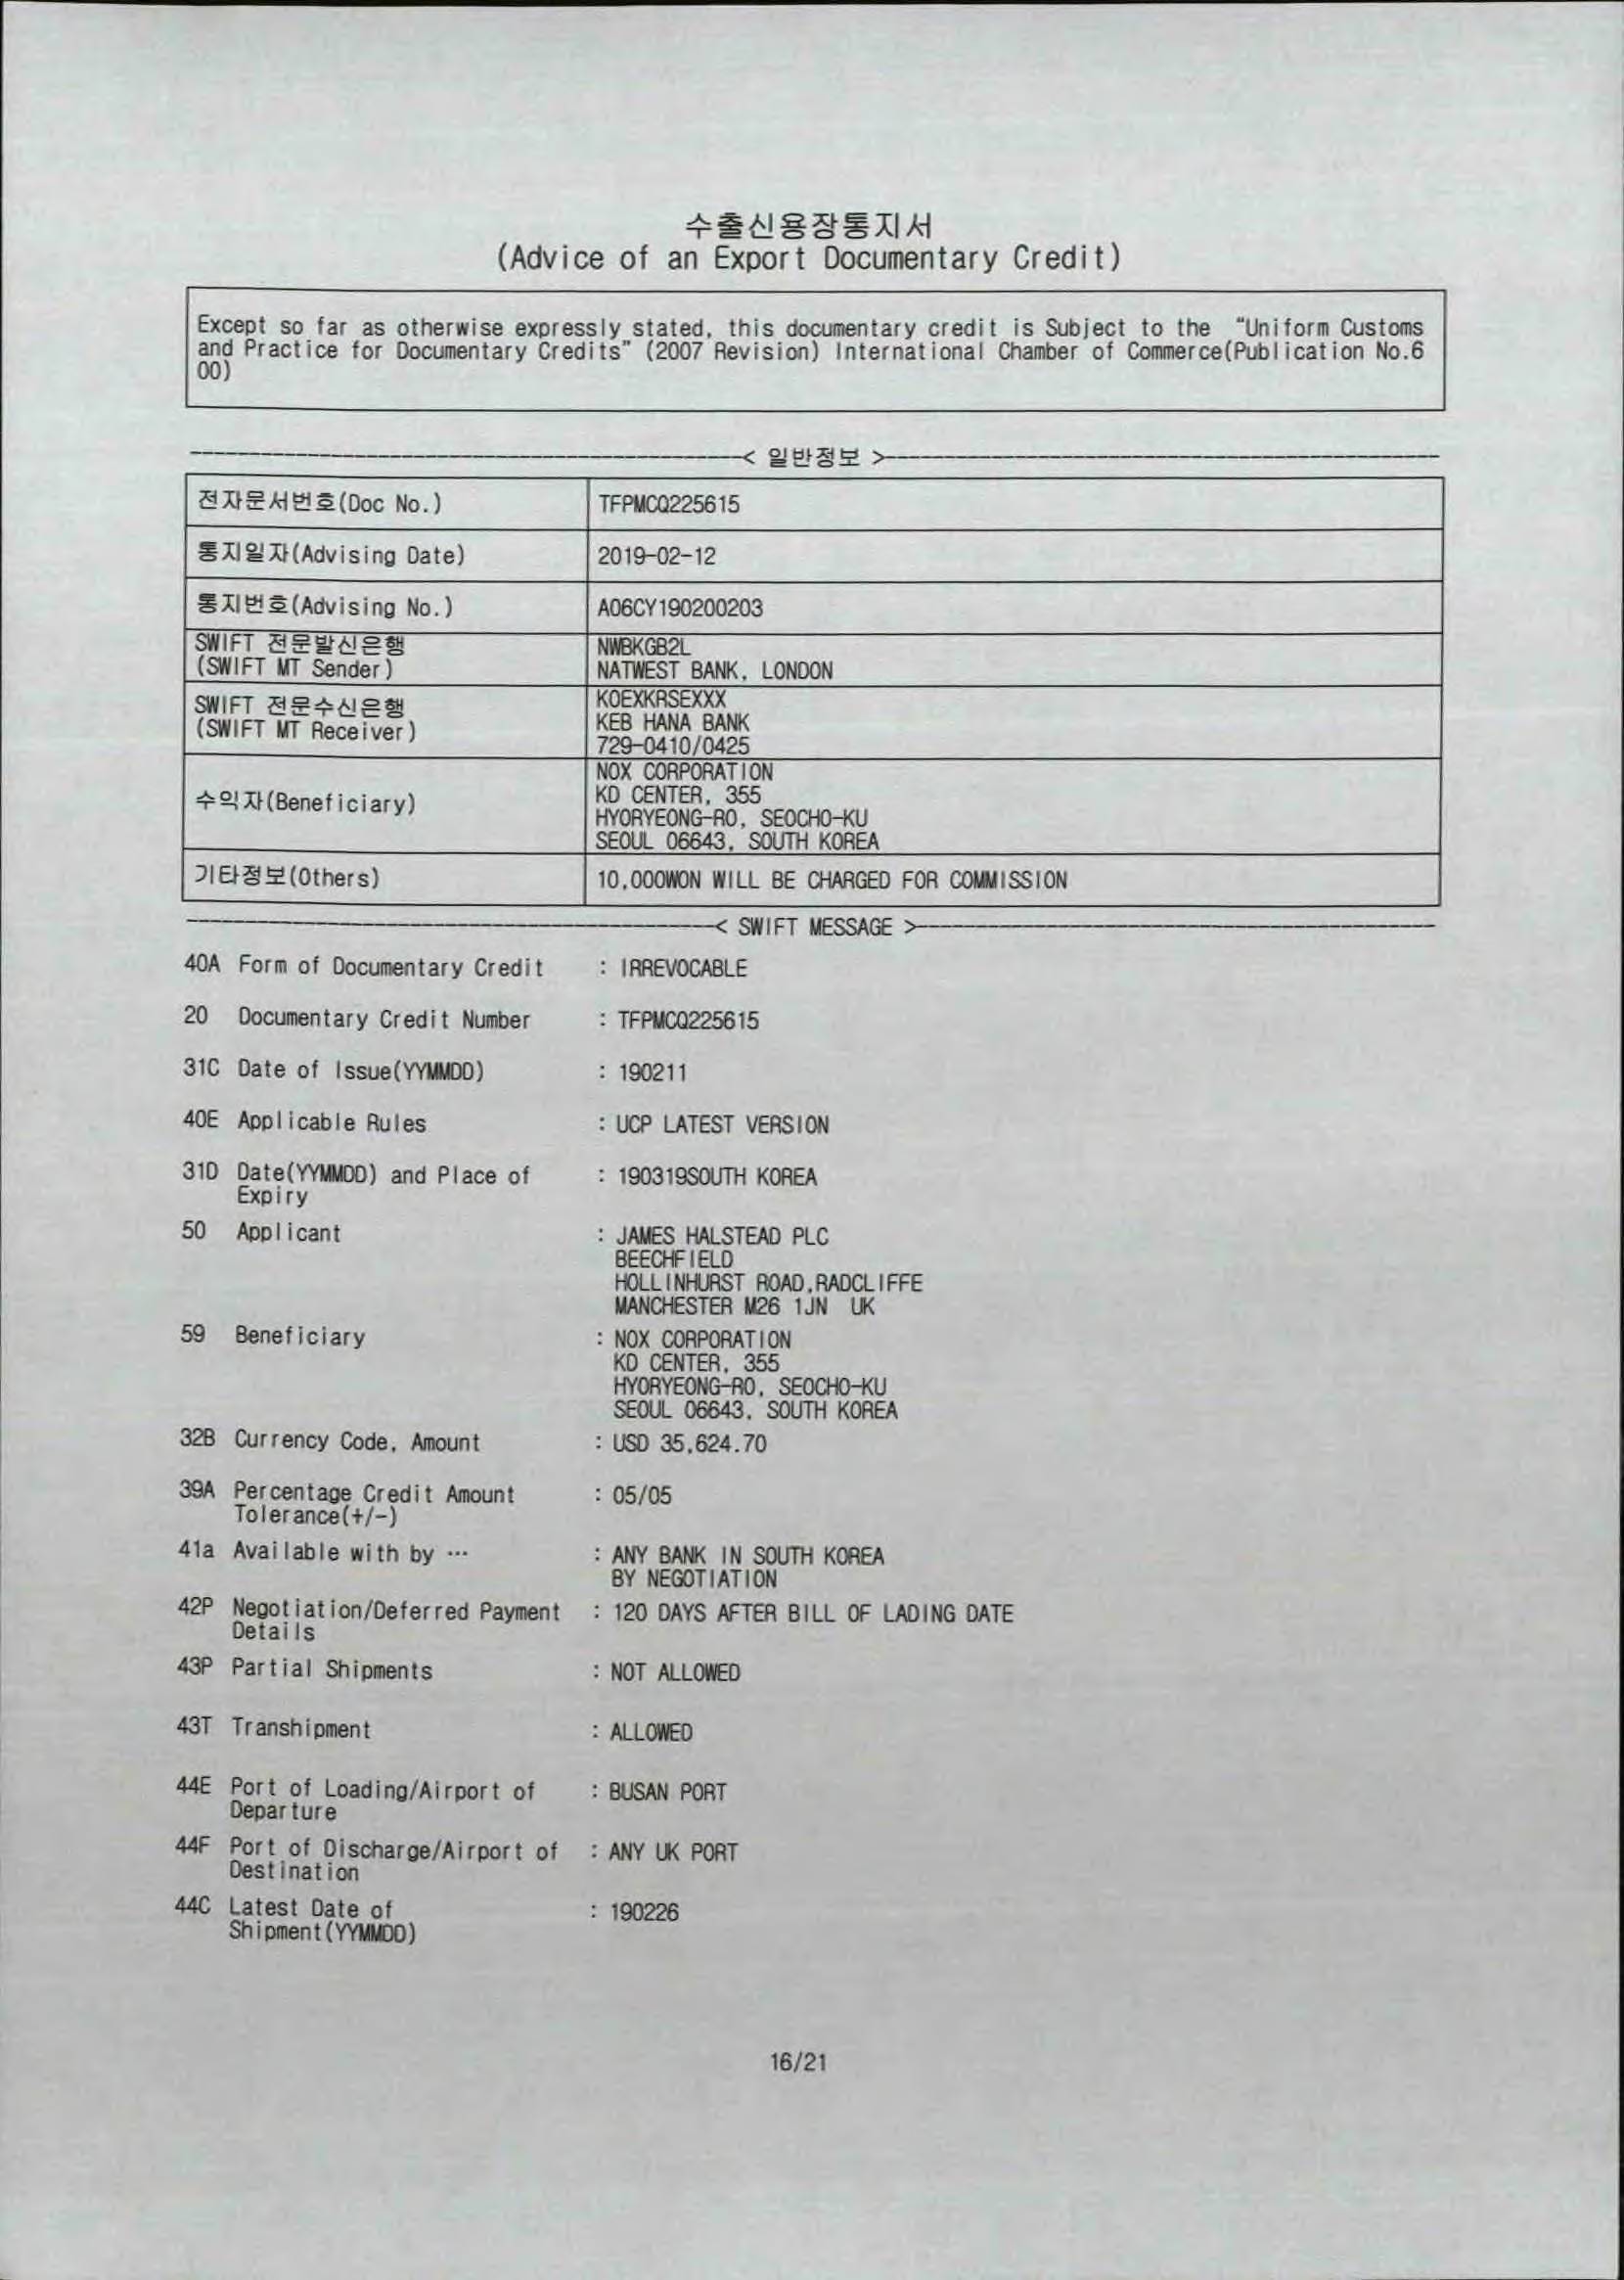 수출신용장통지서
(Advice of an Export Documentary Credit)
Except so far as otherwise expressly stated, this documentary credit is Subject to the "Uniform Customs
and Practice for Documentary Credits" (2007 Revision) International Chamber of Commerce(Publication No.6
00)
< 일반정보 >
전자문서번호(Doc No.) TFPMCQ225615
통지일자(Advising Date) 2019-02-12
통지번호(Advising No.) A06CY190200203
SWIFT 전문발신은행 NWBKGB2L
(SWIFT MT Sender) NATWEST BANK, LONDON
SWIFT 전문수신은행 KOEXKRSEXXX
(SWIFT MT Receiver) KEB HANA BANK
729-0410/0425
수익자(Beneficiary) NOX CORPORATION
KD CENTER, 355
HYORYEONG-RO, SEOCHO-KU
SEOUL 06643, SOUTH KOREA
기타정보(Others) 10,000WON WILL BE CHARGED FOR COMMISSION
< SWIFT MESSAGE >
40A Form of Documentary Credit : IRREVOCABLE
20 Documentary Credit Number : TFPMCQ225615
31C Date of Issue(YYMMDD) : 190211
40E Applicable Rules : UCP LATEST VERSION
31D Date(YYMMDD) and Place of : 190319SOUTH KOREA
Expiry
50 Applicant : JAMES HALSTEAD PLC
BEECHFIELD
HOLLINHURST ROAD,RADCLIFFE
MANCHESTER M26 1JN UK
59 Beneficiary : NOX CORPORATION
KD CENTER, 355
HYORYEONG-RO, SEOCHO-KU
SEOUL 06643, SOUTH KOREA
32B Currency Code, Amount : USD 35,624.70
39A Percentage Credit Amount : 05/05
Tolerance(+/-)
41a Available with by ··· : ANY BANK IN SOUTH KOREA
BY NEGOTIATION
42P Negotiation/Deferred Payment : 120 DAYS AFTER BILL OF LADING DATE
Details
43P Partial Shipments : NOT ALLOWED
43T Transhipment : ALLOWED
44E Port of Loading/Airport of : BUSAN PORT
Departure
44F Port of Discharge/Airport of : ANY UK PORT
Destination
44C Latest Date of : 190226
Shipment(YYMMDD)
16/21